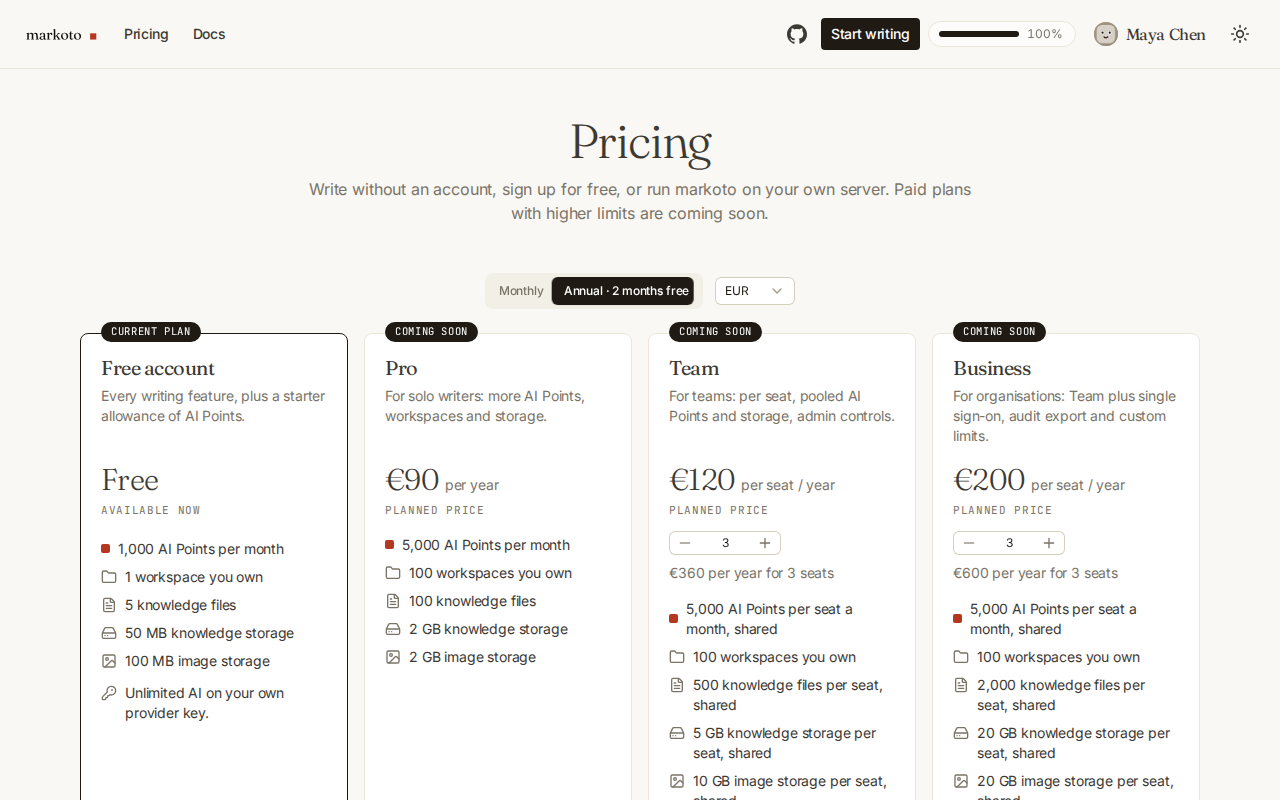 markoto
Pricing
Docs
Start writing
100%
Maya Chen
Pricing
Write without an account, sign up for free, or run markoto on your own server. Paid plans
with higher limits are coming soon.
Monthly
Annual · 2 months free
EUR
CURRENT PLAN
Free account
Every writing feature, plus a starter
allowance of AI Points.
Free
AVAILABLE NOW
1,000 AI Points per month
1 workspace you own
5 knowledge files
50 MB knowledge storage
100 MB image storage
Unlimited AI on your own
provider key.
COMING SOON
Pro
For solo writers: more AI Points,
workspaces and storage.
€90 per year
PLANNED PRICE
5,000 AI Points per month
100 workspaces you own
100 knowledge files
2 GB knowledge storage
2 GB image storage
COMING SOON
Team
For teams: per seat, pooled AI
Points and storage, admin controls.
€120 per seat / year
PLANNED PRICE
3
€360 per year for 3 seats
5,000 AI Points per seat a
month, shared
100 workspaces you own
500 knowledge files per seat,
shared
5 GB knowledge storage per
seat, shared
10 GB image storage per seat,
shared
COMING SOON
Business
For organisations: Team plus single
sign-on, audit export and custom
limits.
€200 per seat / year
PLANNED PRICE
3
€600 per year for 3 seats
5,000 AI Points per seat a
month, shared
100 workspaces you own
2,000 knowledge files per
seat, shared
20 GB knowledge storage per
seat, shared
20 GB image storage per seat,
shared